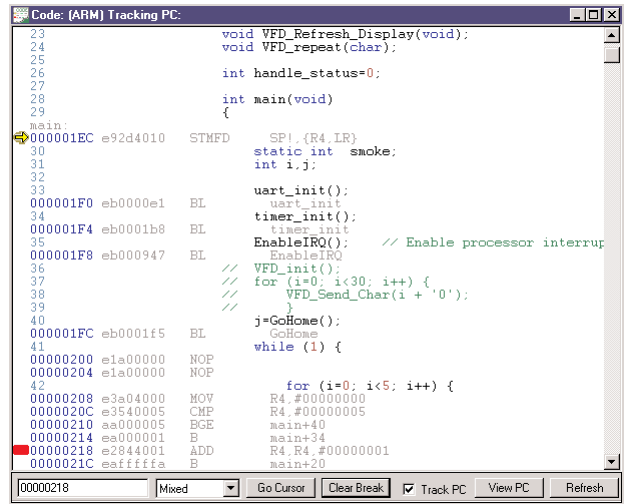 Code: (ARM) Tracking PC:
23 void VFD_Refresh_Display(void);
24 void VFD_repeat(char);
25
26 int handle_status=0;
27
28 int main(void)
29 {
main:
000001EC e92d4010 STMFD SP!,{R4,LR}
30 static int smoke;
31 int i,j;
32
33 uart_init();
000001F0 eb0000e1 BL uart_init
34 timer_init();
000001F4 eb0001b8 BL timer_init
35 EnableIRQ(); // Enable processor interrup
000001F8 eb000947 BL EnableIRQ
36 // VFD_init();
37 // for (i=0; i<30; i++) {
38 // VFD_Send_Char(i + '0');
39 // }
40 j=GoHome();
000001FC eb0001f5 BL GoHome
41 while (1) {
00000200 e1a00000 NOP
00000204 e1a00000 NOP
42 for (i=0; i<5; i++) {
00000208 e3a04000 MOV R4,#00000000
0000020C e3540005 CMP R4,#00000005
00000210 aa000005 BGE main+40
00000214 ea000001 B main+34
00000218 e2844001 ADD R4,R4,#00000001
0000021C eafffffa B main+20
00000218 Mixed Go Cursor Clear Break Track PC View PC Refresh